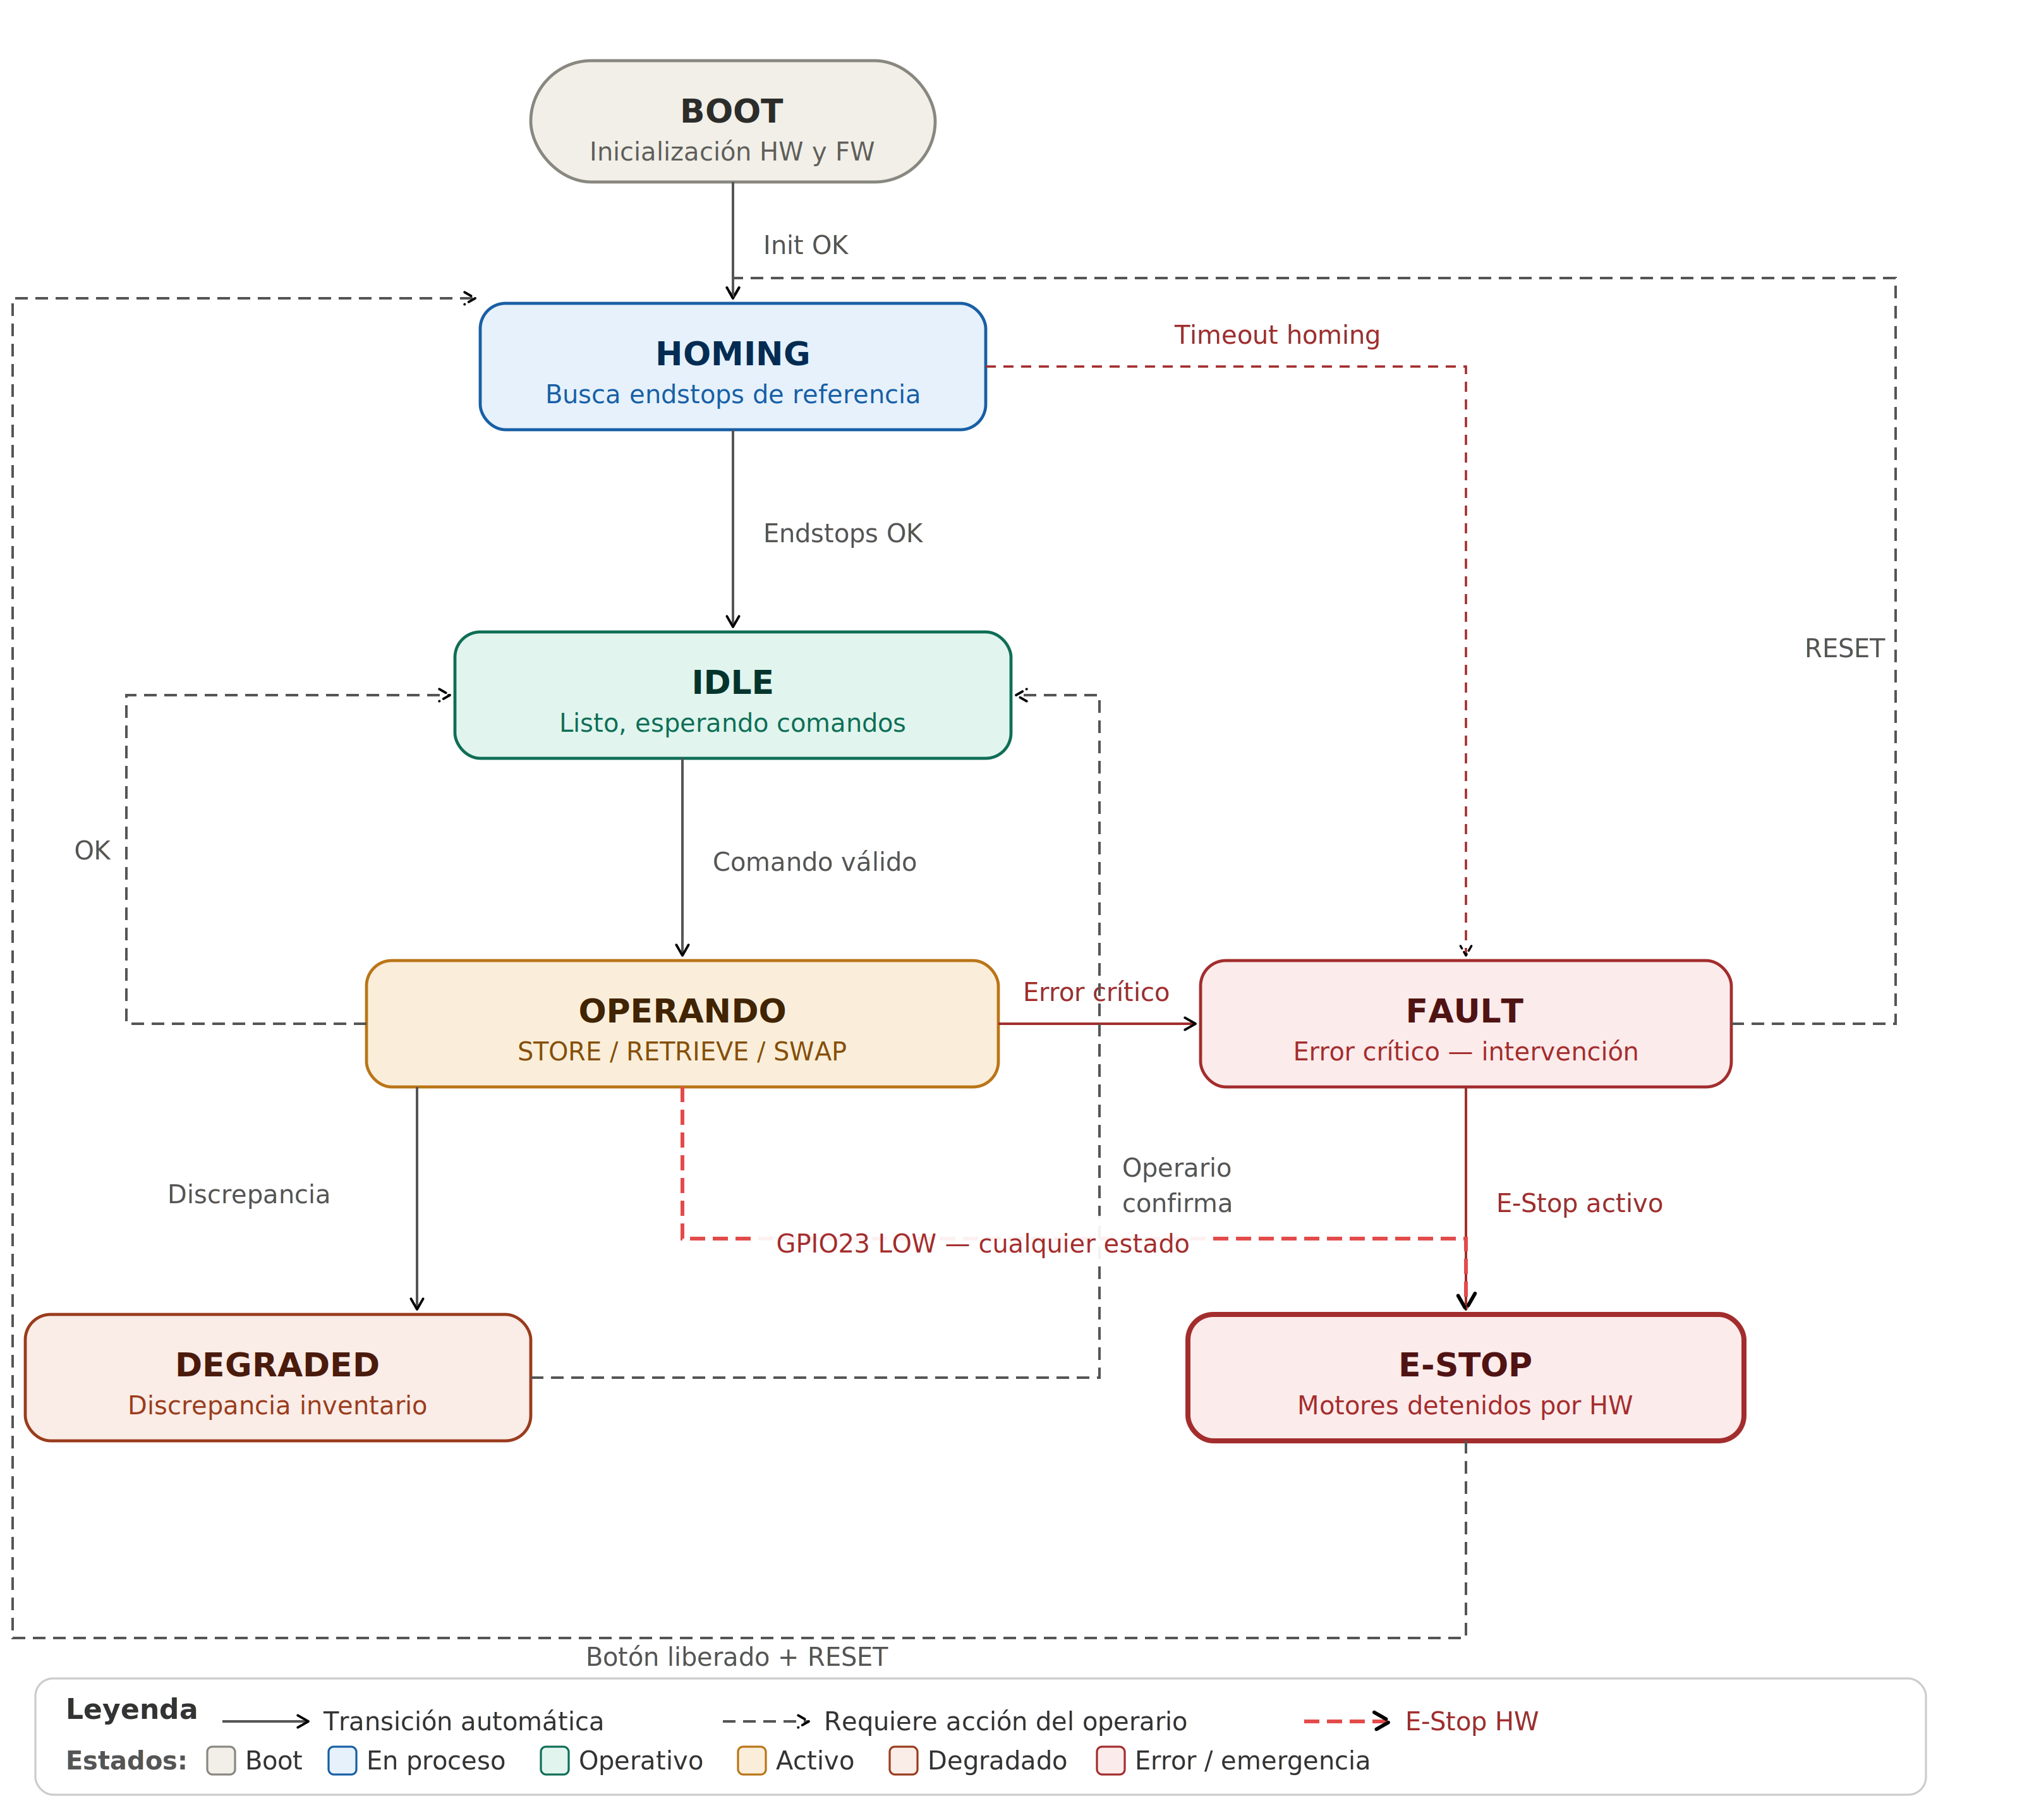 BOOT
Inicialización HW y FW
Init OK
HOMING
Busca endstops de referencia
Timeout homing
Endstops OK
RESET
IDLE
Listo, esperando comandos
OK
Comando válido
OPERANDO
STORE / RETRIEVE / SWAP
Error crítico
FAULT
Error crítico — intervención
Discrepancia
Operario
confirma
E-Stop activo
GPIO23 LOW — cualquier estado
DEGRADED
Discrepancia inventario
E-STOP
Motores detenidos por HW
Botón liberado + RESET
Leyenda
Transición automática
Requiere acción del operario
E-Stop HW
Estados:
Boot
En proceso
Operativo
Activo
Degradado
Error / emergencia